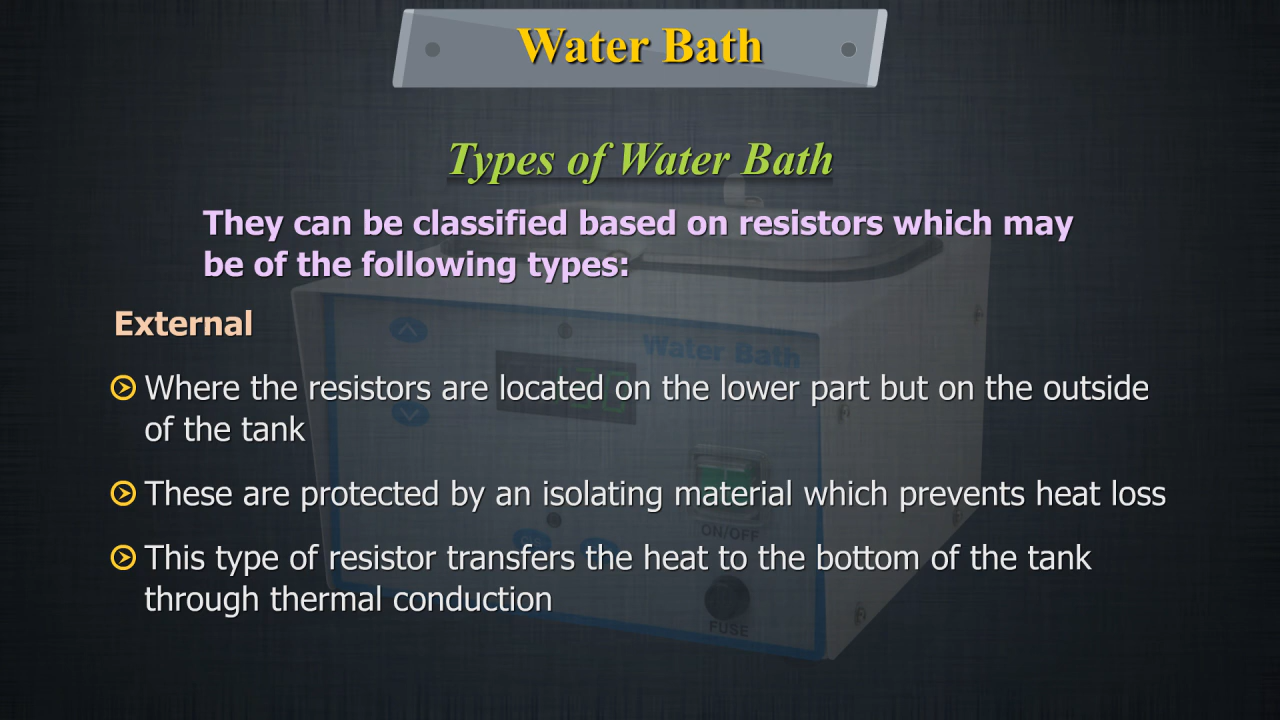 Water Bath
Types of Water Bath
They can be classified based on resistors which may
be of the following types:
External
Where the resistors are located on the lower part but on the outside
of the tank
These are protected by an isolating material which prevents heat loss
This type of resistor transfers the heat to the bottom of the tank
through thermal conduction
Water Bath
ON/OFF
FUSE